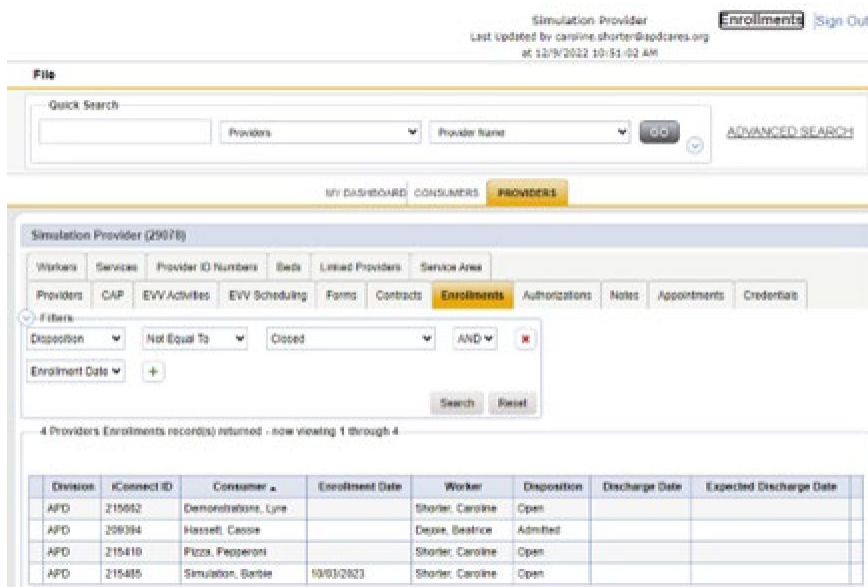 Simulation Provider Enrollments Sign Out
Last Updated by caroline.shorter@apdcares.org
at 12/9/2022 10:51:02 AM
File
Quick Search
Providers Provider Name GO ADVANCED SEARCH
MY DASHBOARD CONSUMERS PROVIDERS
Simulation Provider (29078)
Workers Services Provider ID Numbers Beds Linked Providers Service Area
Providers CAP EVV Activities EVV Scheduling Forms Contracts Enrollments Authorizations Notes Appointments Credentials
Filters
Disposition Not Equal To Closed AND
Enrollment Date
Search Reset
4 Providers Enrollments record(s) returned - now viewing 1 through 4
Division iConnect ID Consumer Enrollment Date Worker Disposition Discharge Date Expected Discharge Date
APD 215662 Demonstrations, Lyre Shorter, Caroline Open
APD 209394 Hassett, Cassie Beatrice Admitted
APD 215410 Pizza, Pepperoni Shorter, Caroline Open
APD 215485 Simulation, Barbie 10/03/2023 Shorter, Caroline Open